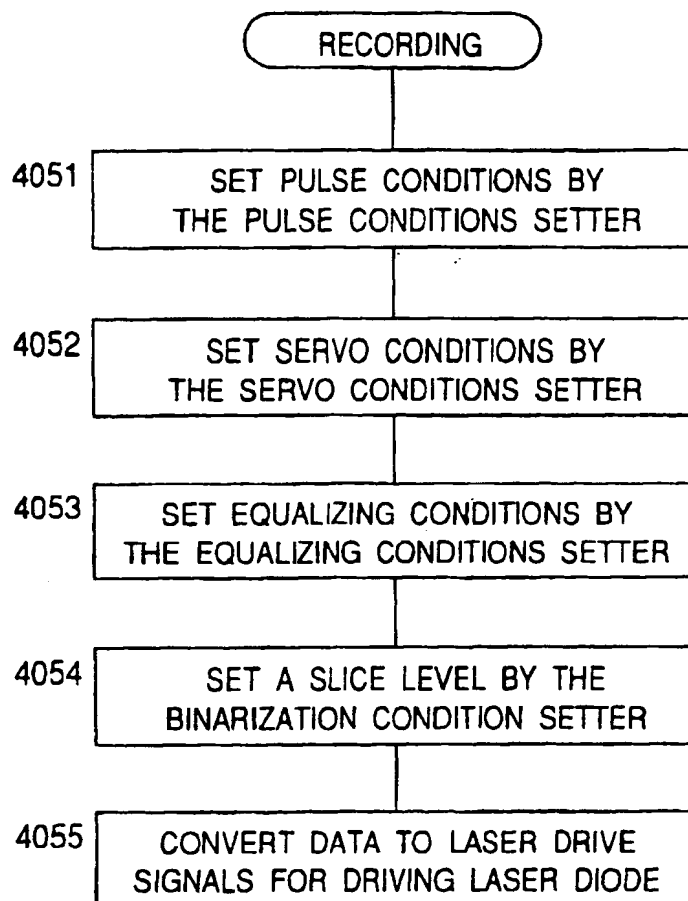 RECORDING
4051
SET PULSE CONDITIONS BY
THE PULSE CONDITIONS SETTER
4052
SET SERVO CONDITIONS BY
THE SERVO CONDITIONS SETTER
4053
SET EQUALIZING CONDITIONS BY
THE EQUALIZING CONDITIONS SETTER
4054
SET A SLICE LEVEL BY THE
BINARIZATION CONDITION SETTER
4055
CONVERT DATA TO LASER DRIVE
SIGNALS FOR DRIVING LASER DIODE